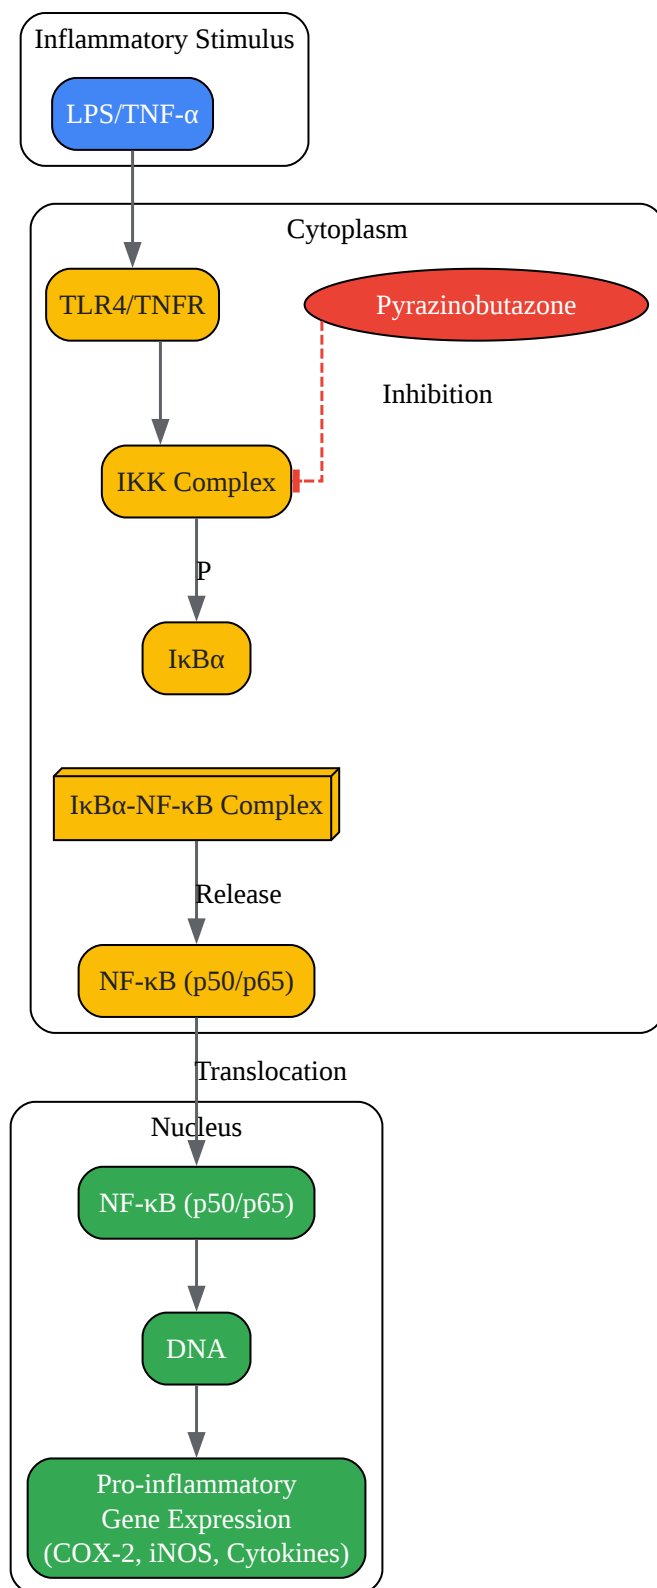 Inflammatory Stimulus
LPS/TNF-α
Cytoplasm
TLR4/TNFR
Pyrazinobutazone
Inhibition
IKK Complex
P
IκBα
IκBα-NF-κB Complex
Release
NF-κB (p50/p65)
Translocation
Nucleus
NF-κB (p50/p65)
DNA
Pro-inflammatory
Gene Expression
(COX-2, iNOS, Cytokines)